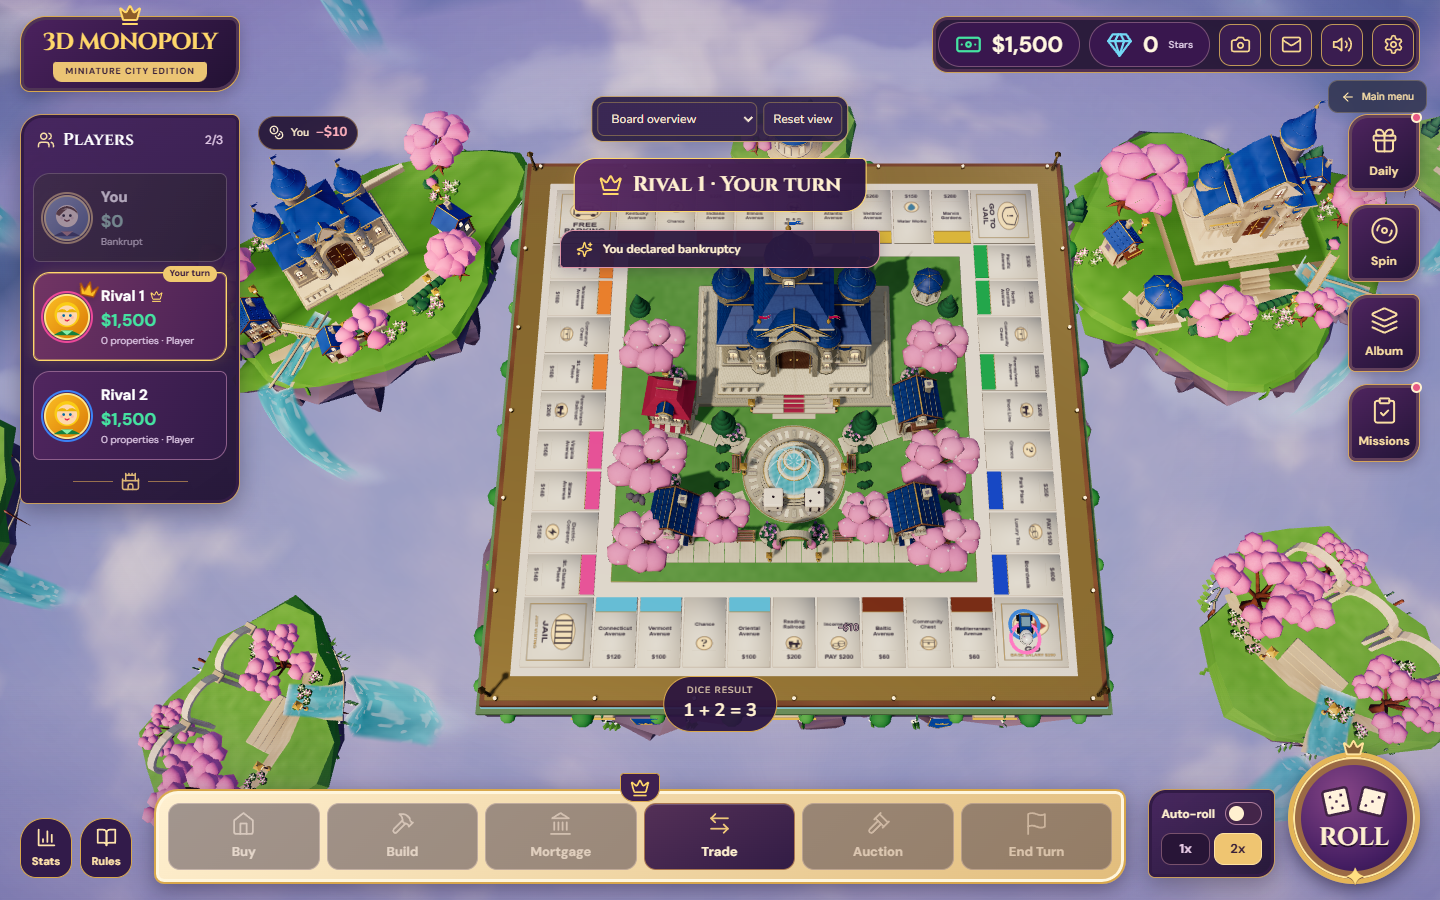 3D MONOPOLY
MINIATURE CITY EDITION
$1,500
0 Stars
Main menu
PLAYERS 2/3
You
$0
Bankrupt
Your turn
Rival 1
$1,500
0 properties · Player
Rival 2
$1,500
0 properties · Player
You –$10
Board overview
Reset view
RIVAL 1 · YOUR TURN
You declared bankruptcy
Daily
Spin
Album
Missions
FREE PARKING
GO TO JAIL
JAIL
Connecticut Avenue
$120
Vermont Avenue
$100
Chance
Oriental Avenue
$100
Reading Railroad
$200
PAY $200
Baltic Avenue
$60
Community Chest
Mediterranean Avenue
$60
DICE RESULT
1 + 2 = 3
Stats
Rules
Buy
Build
Mortgage
Trade
Auction
End Turn
Auto-roll
1x
2x
ROLL